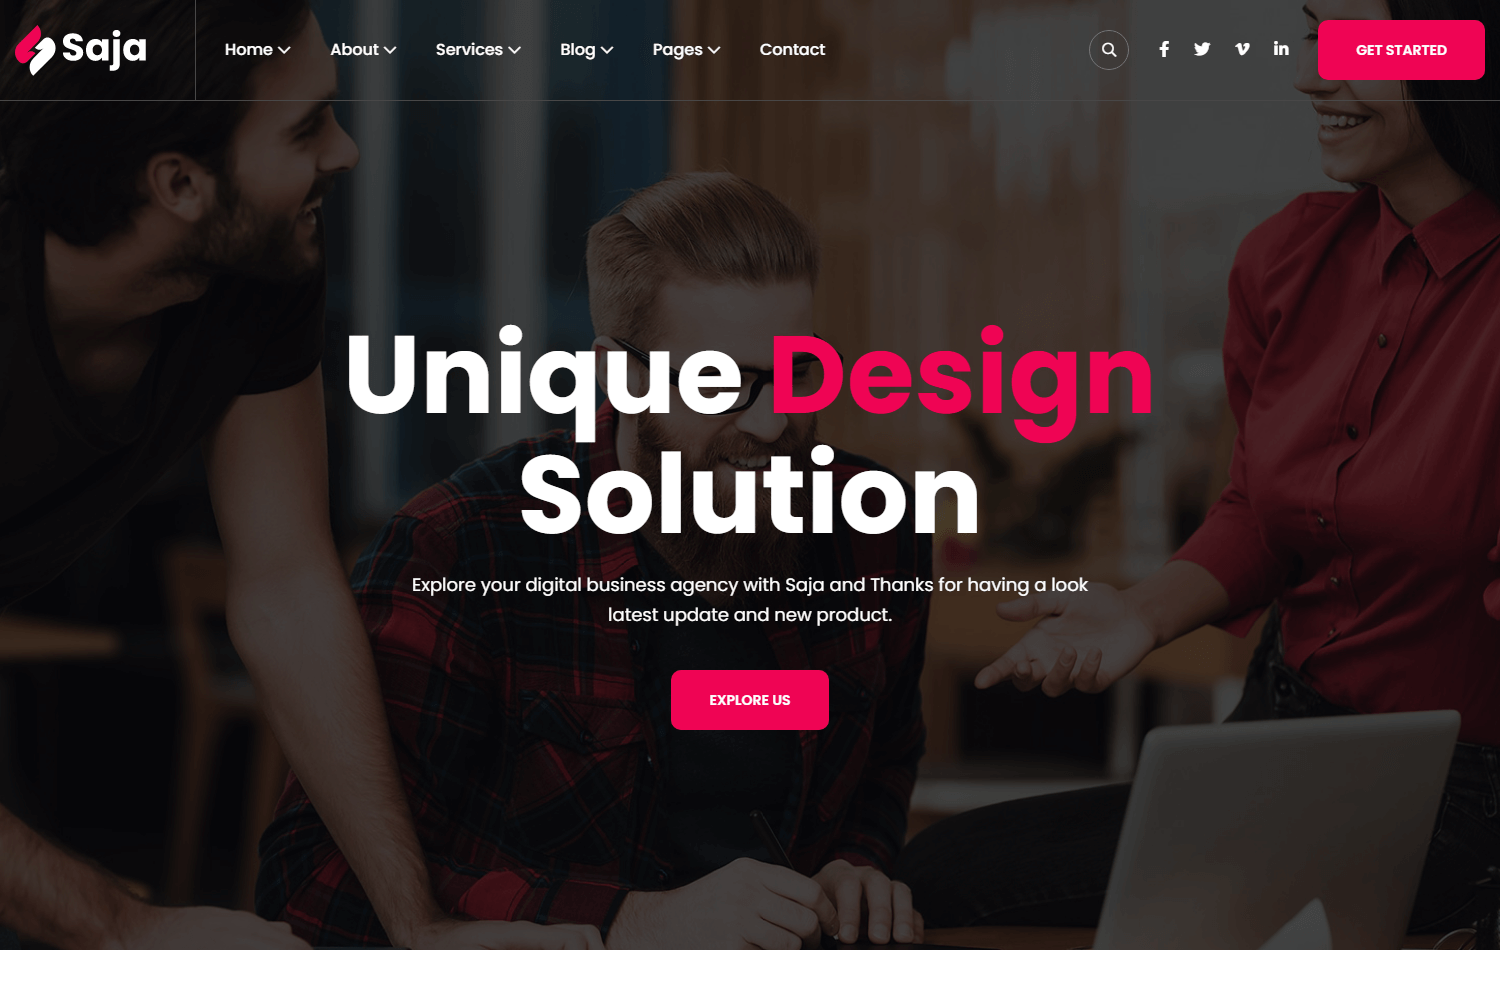 Saja
Home About Services Blog Pages Contact
GET STARTED
Unique Design
Solution
Explore your digital business agency with Saja and Thanks for having a look
latest update and new product.
EXPLORE US